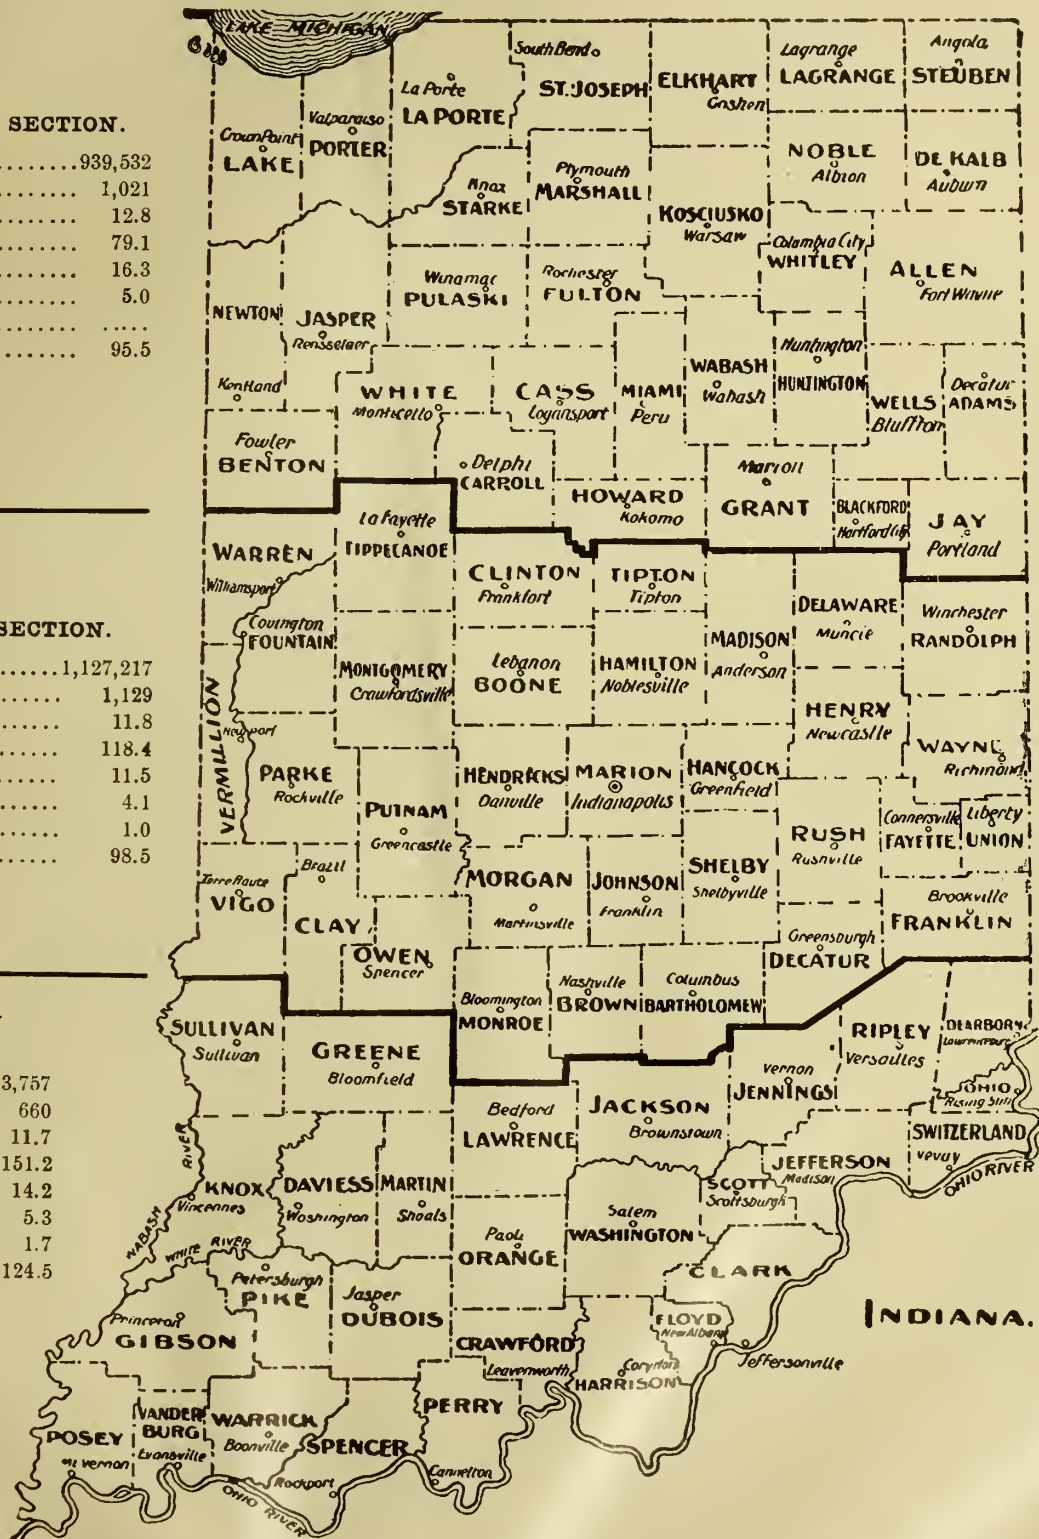 LAKE MICHIGAN
SECTION.
........939,532
........ 1,021
........ 12.8
........ 79.1
........ 16.3
........ 5.0
........ .....
........ 95.5
SECTION.
......1,127,217
...... 1,129
...... 11.8
...... 118.4
...... 11.5
...... 4.1
...... 1.0
...... 98.5
3,757
660
11.7
151.2
14.2
5.3
1.7
124.5
South Bend
ST. JOSEPH
ELKHART
Goshen
Lagrange
LAGRANGE
Angola
STEUBEN
La Porte
LA PORTE
Valparaiso
PORTER
Crown Point
LAKE
Knox
STARKE
Plymouth
MARSHALL
KOSCIUSKO
Warsaw
NOBLE
Albion
DE KALB
Auburn
Columbia City
WHITLEY
ALLEN
Fort Wayne
NEWTON
Kentland
JASPER
Rensselaer
Winamac
PULASKI
Rochester
FULTON
WHITE
Monticello
CASS
Logansport
MIAMI
Peru
WABASH
Wabash
Huntington
HUNTINGTON
WELLS
Bluffton
Decatur
ADAMS
Fowler
BENTON
Delphi
CARROLL
HOWARD
Kokomo
Marion
GRANT
BLACKFORD
Hartford City
JAY
Portland
WARREN
Williamsport
La Fayette
TIPPECANOE
CLINTON
Frankfort
TIPTON
Tipton
DELAWARE
Muncie
Winchester
RANDOLPH
Covington
FOUNTAIN
MONTGOMERY
Crawfordsville
Lebanon
BOONE
HAMILTON
Noblesville
MADISON
Anderson
HENRY
Newcastle
WAYNE
Richmond
VERMILLION
Newport
PARKE
Rockville
PUTNAM
Greencastle
HENDRICKS
Danville
MARION
Indianapolis
HANCOCK
Greenfield
RUSH
Rushville
Connersville
FAYETTE
Liberty
UNION
Terre Haute
VIGO
Brazil
CLAY
OWEN
Spencer
MORGAN
Martinsville
JOHNSON
Franklin
SHELBY
Shelbyville
Greensburgh
DECATUR
Brookville
FRANKLIN
SULLIVAN
Sullivan
GREENE
Bloomfield
Bloomington
MONROE
Nashville
BROWN
Columbus
BARTHOLOMEW
Vernon
JENNINGS
RIPLEY
Versailles
DEARBORN
Lawrenceburg
OHIO
Rising Sun
Bedford
LAWRENCE
JACKSON
Brownstown
JEFFERSON
Madison
SWITZERLAND
Vevay
OHIO RIVER
SCOTT
Scottsburgh
WABASH RIVER
KNOX
Vincennes
DAVIESS
Washington
MARTIN
Shoals
Paoli
ORANGE
Salem
WASHINGTON
CLARK
WHITE RIVER
Petersburgh
PIKE
Jasper
DUBOIS
Princeton
GIBSON
CRAWFORD
Leavenworth
Corydon
HARRISON
FLOYD
New Albany
Jeffersonville
INDIANA.
POSEY
Mt Vernon
VANDER
BURG
Evansville
WARRICK
Boonville
SPENCER
Rockport
PERRY
Cannelton
OHIO RIVER